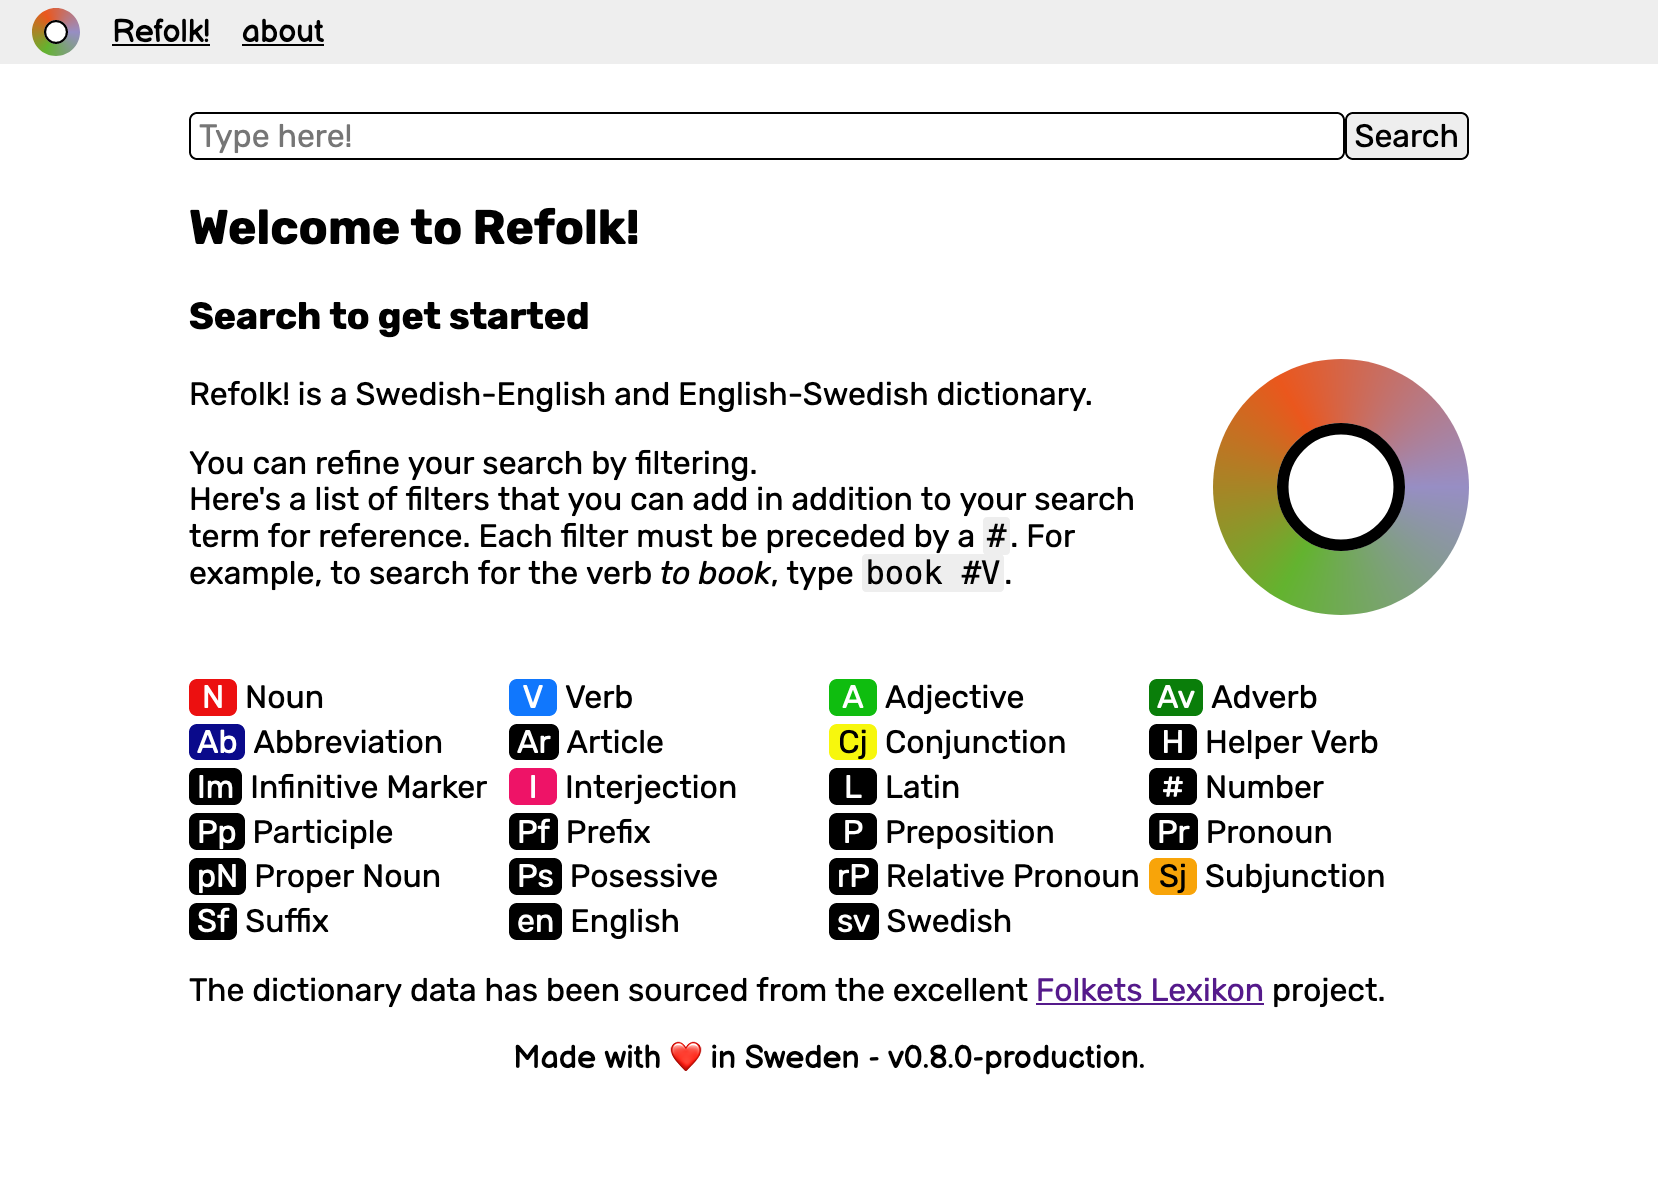 Refolk! about
Type here! Search
Welcome to Refolk!
Search to get started
Refolk! is a Swedish-English and English-Swedish dictionary.
You can refine your search by filtering.
Here's a list of filters that you can add in addition to your search
term for reference. Each filter must be preceded by a #. For
example, to search for the verb to book, type book #V.
N Noun V Verb A Adjective Av Adverb
Ab Abbreviation Ar Article Cj Conjunction H Helper Verb
Im Infinitive Marker I Interjection L Latin # Number
Pp Participle Pf Prefix P Preposition Pr Pronoun
pN Proper Noun Ps Posessive rP Relative Pronoun Sj Subjunction
Sf Suffix en English sv Swedish
The dictionary data has been sourced from the excellent Folkets Lexikon project.
Made with ❤️ in Sweden - v0.8.0-production.